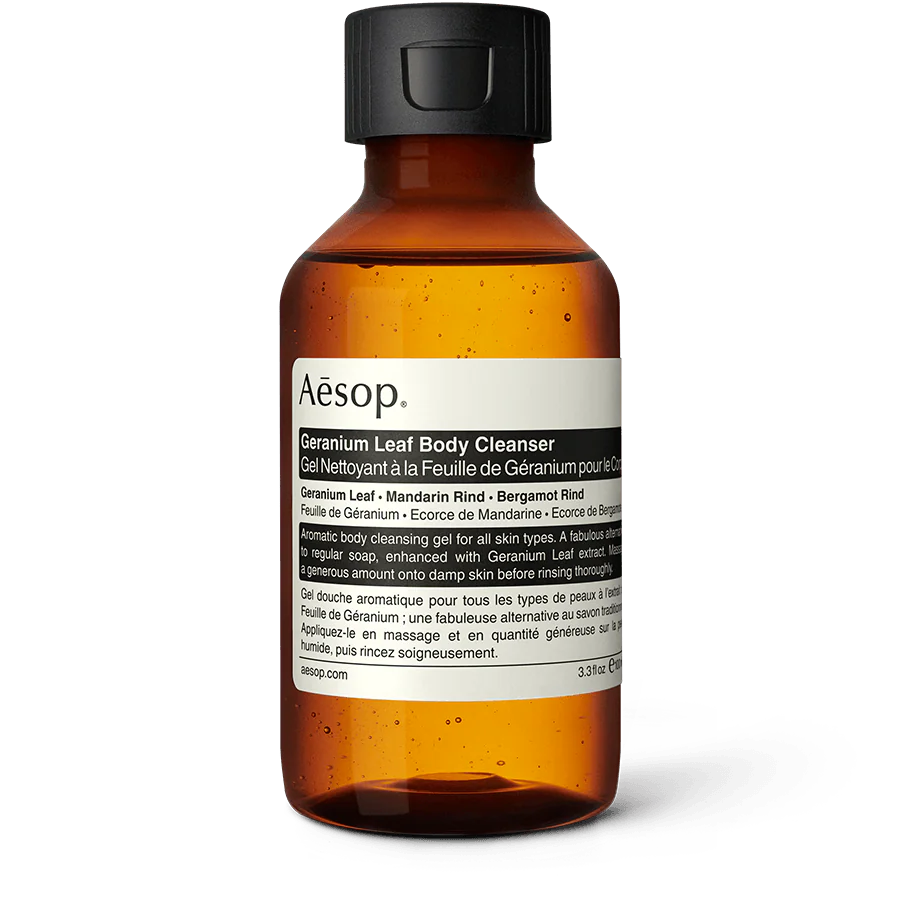 Aēsop®
Geranium Leaf Body Cleanser
Gel Nettoyant à la Feuille de Géranium pour le
Geranium Leaf • Mandarin Rind • Bergamot Rind
Feuille de Géranium • Ecorce de Mandarine • Ecorce de
Aromatic body cleansing gel for all skin types. A fabulous
to regular soap, enhanced with Geranium Leaf extract.
a generous amount onto damp skin before rinsing thoroughly.
Gel douche aromatique pour tous les types de peaux à l'extrait
Feuille de Géranium ; une fabuleuse alternative au savon
Appliquez-le en massage et en quantité généreuse sur la
humide, puis rincez soigneusement.
aesop.com
3.3 fl oz ℮